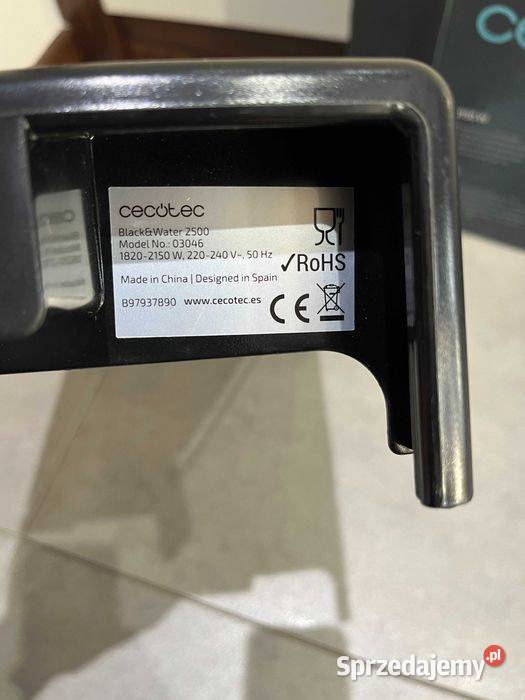 cecotec
Black&Water 2500
Model No.: 03046
1820-2150 W, 220-240 V~, 50 Hz
✓RoHS
Made in China | Designed in Spain
B97937890 www.cecotec.es
CE
Sprzedajemy.pl